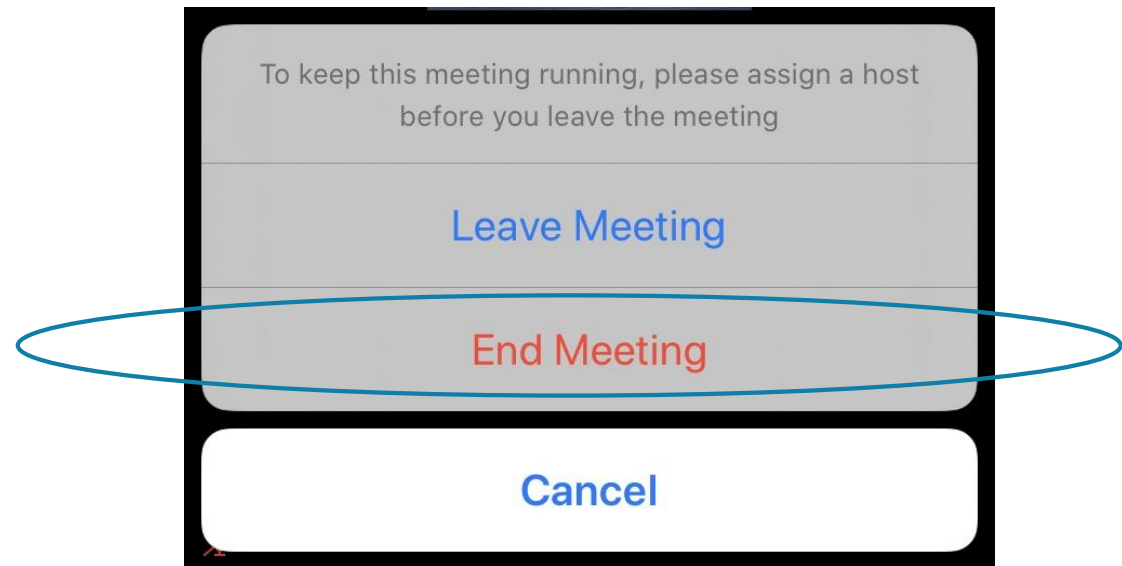 To keep this meeting running, please assign a host
before you leave the meeting
Leave Meeting
End Meeting
Cancel